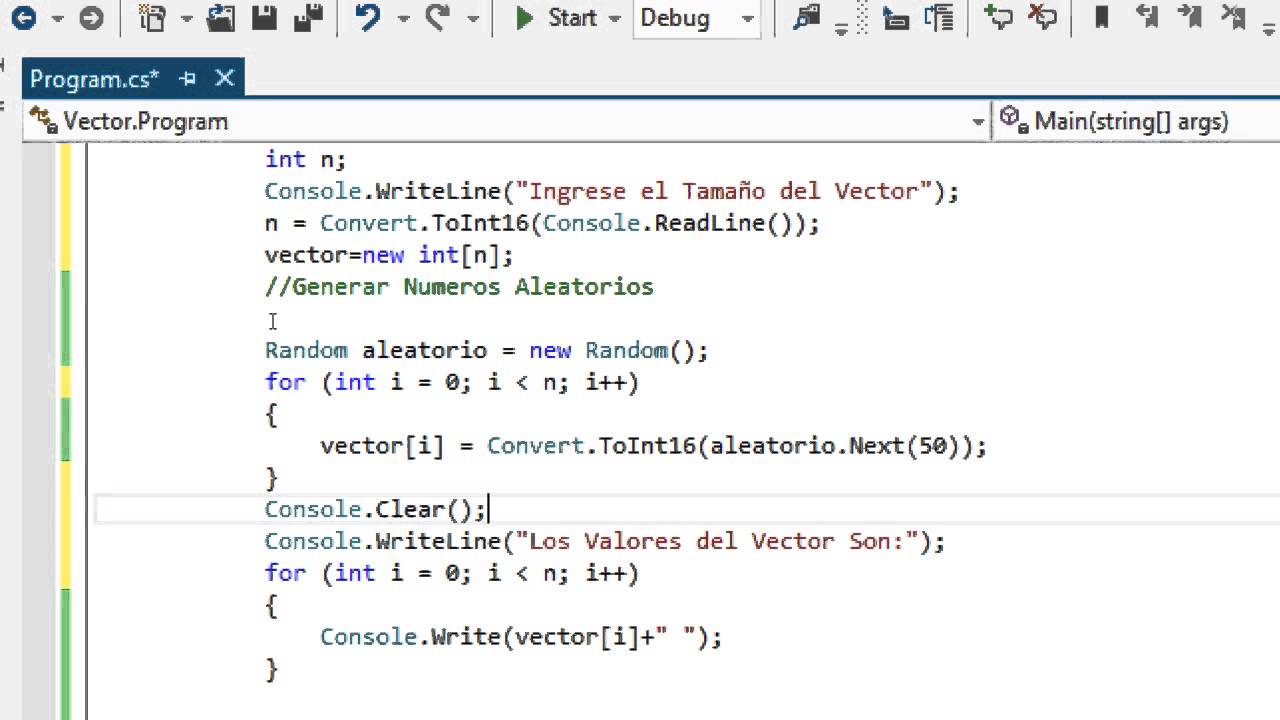 Start Debug
Program.cs*
Vector.Program Main(string[] args)
int n;
Console.WriteLine("Ingrese el Tamaño del Vector");
n = Convert.ToInt16(Console.ReadLine());
vector=new int[n];
//Generar Numeros Aleatorios
Random aleatorio = new Random();
for (int i = 0; i < n; i++)
{
vector[i] = Convert.ToInt16(aleatorio.Next(50));
}
Console.Clear();
Console.WriteLine("Los Valores del Vector Son:");
for (int i = 0; i < n; i++)
{
Console.Write(vector[i]+" ");
}